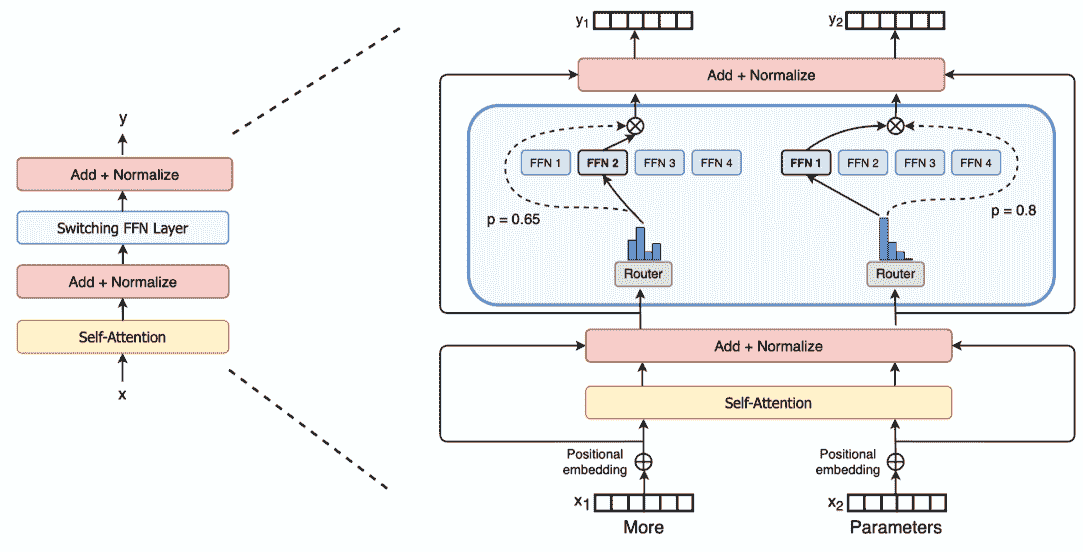 y
Add + Normalize
Switching FFN Layer
Add + Normalize
Self-Attention
x
y1
y2
Add + Normalize
FFN 1
FFN 2
FFN 3
FFN 4
FFN 1
FFN 2
FFN 3
FFN 4
p = 0.65
p = 0.8
Router
Router
Add + Normalize
Self-Attention
Positional
embedding
Positional
embedding
x1
x2
More
Parameters